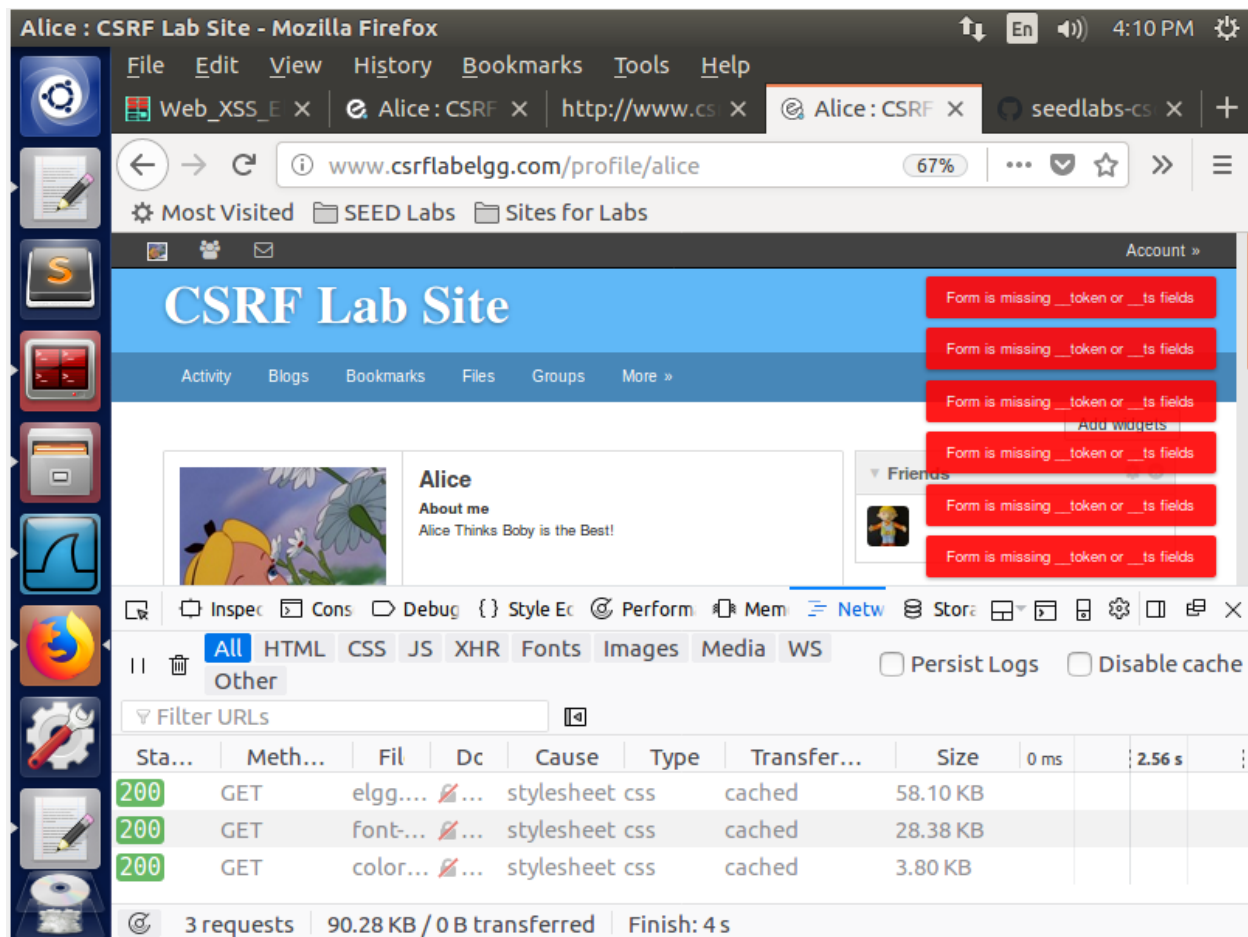 Alice : CSRF Lab Site - Mozilla Firefox En 4:10 PM
File Edit View History Bookmarks Tools Help
Web_XSS_E Alice : CSRF http://www.cs Alice : CSRF seedlabs-cs
www.csrflabelgg.com/profile/alice 67%
Most Visited SEED Labs Sites for Labs
Account »
CSRF Lab Site
Form is missing __token or __ts fields
Form is missing __token or __ts fields
Activity Blogs Bookmarks Files Groups More »
Form is missing __token or __ts fields
Add widgets
Form is missing __token or __ts fields
Friends
Alice
About me
Alice Thinks Boby is the Best!
Form is missing __token or __ts fields
Form is missing __token or __ts fields
Inspec Cons Debug {} Style Ec Perform Mem Netw Stora
All HTML CSS JS XHR Fonts Images Media WS
Other
Persist Logs Disable cache
Filter URLs
Sta... Meth... Fil Dc Cause Type Transfer... Size 0 ms 2.56 s
200 GET elgg.... ... stylesheet css cached 58.10 KB
200 GET font-... ... stylesheet css cached 28.38 KB
200 GET color... ... stylesheet css cached 3.80 KB
3 requests 90.28 KB / 0 B transferred Finish: 4 s